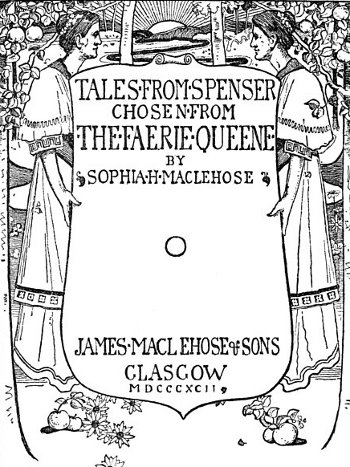 TALES·FROM·SPENSER
CHOSEN·FROM
·THE·FAERIE·QUEENE·
BY
SOPHIA·H·MACLEHOSE
JAMES·MACLEHOSE&SONS
GLASGOW
MDCCCXCII